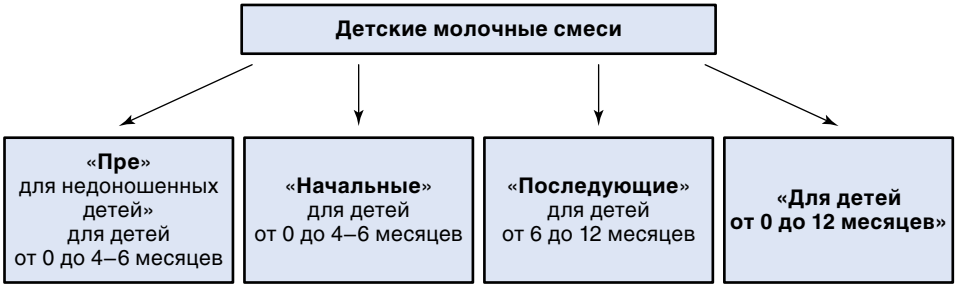 Детские молочные смеси
«Пре»
для недоношенных
детей»
для детей
от 0 до 4–6 месяцев
«Начальные»
для детей
от 0 до 4–6 месяцев
«Последующие»
для детей
от 6 до 12 месяцев
«Для детей
от 0 до 12 месяцев»